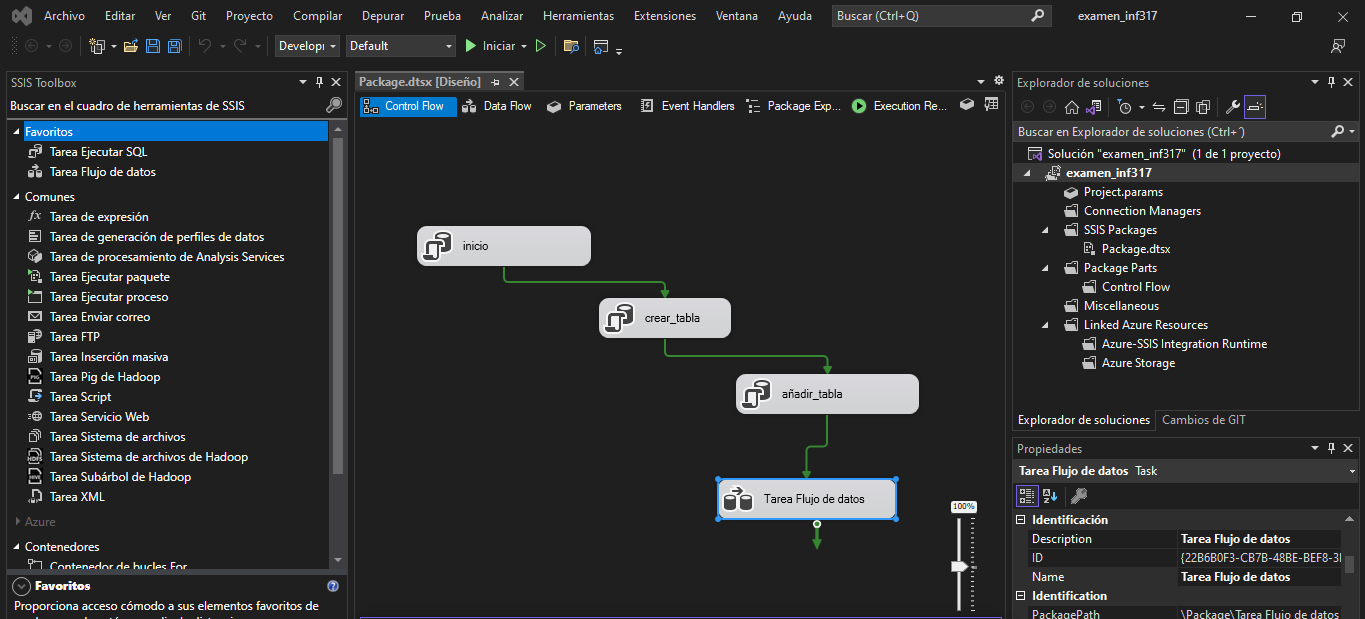 Archivo Editar Ver Git Proyecto Compilar Depurar Prueba Analizar Herramientas Extensiones Ventana Ayuda Buscar (Ctrl+Q) examen_inf317
Developi Default Iniciar
SSIS Toolbox
Buscar en el cuadro de herramientas de SSIS
Favoritos
Tarea Ejecutar SQL
Tarea Flujo de datos
Comunes
Tarea de expresión
Tarea de generación de perfiles de datos
Tarea de procesamiento de Analysis Services
Tarea Ejecutar paquete
Tarea Ejecutar proceso
Tarea Enviar correo
Tarea FTP
Tarea Inserción masiva
Tarea Pig de Hadoop
Tarea Script
Tarea Servicio Web
Tarea Sistema de archivos
Tarea Sistema de archivos de Hadoop
Tarea Subárbol de Hadoop
Tarea XML
Azure
Contenedores
Contenedor de bucles For
Favoritos
Proporciona acceso cómodo a sus elementos favoritos de
Package.dtsx [Diseño]
Control Flow Data Flow Parameters Event Handlers Package Exp... Execution Re...
inicio
crear_tabla
añadir_tabla
Tarea Flujo de datos
100%
Explorador de soluciones
Buscar en Explorador de soluciones (Ctrl+´)
Solución "examen_inf317" (1 de 1 proyecto)
examen_inf317
Project.params
Connection Managers
SSIS Packages
Package.dtsx
Package Parts
Control Flow
Miscellaneous
Linked Azure Resources
Azure-SSIS Integration Runtime
Azure Storage
Explorador de soluciones Cambios de GIT
Propiedades
Tarea Flujo de datos Task
Identificación
Description Tarea Flujo de datos
ID {22B6B0F3-CB7B-48BE-BEF8-3
Name Tarea Flujo de datos
Identification
PackagePath \Package\Tarea Flujo de datos